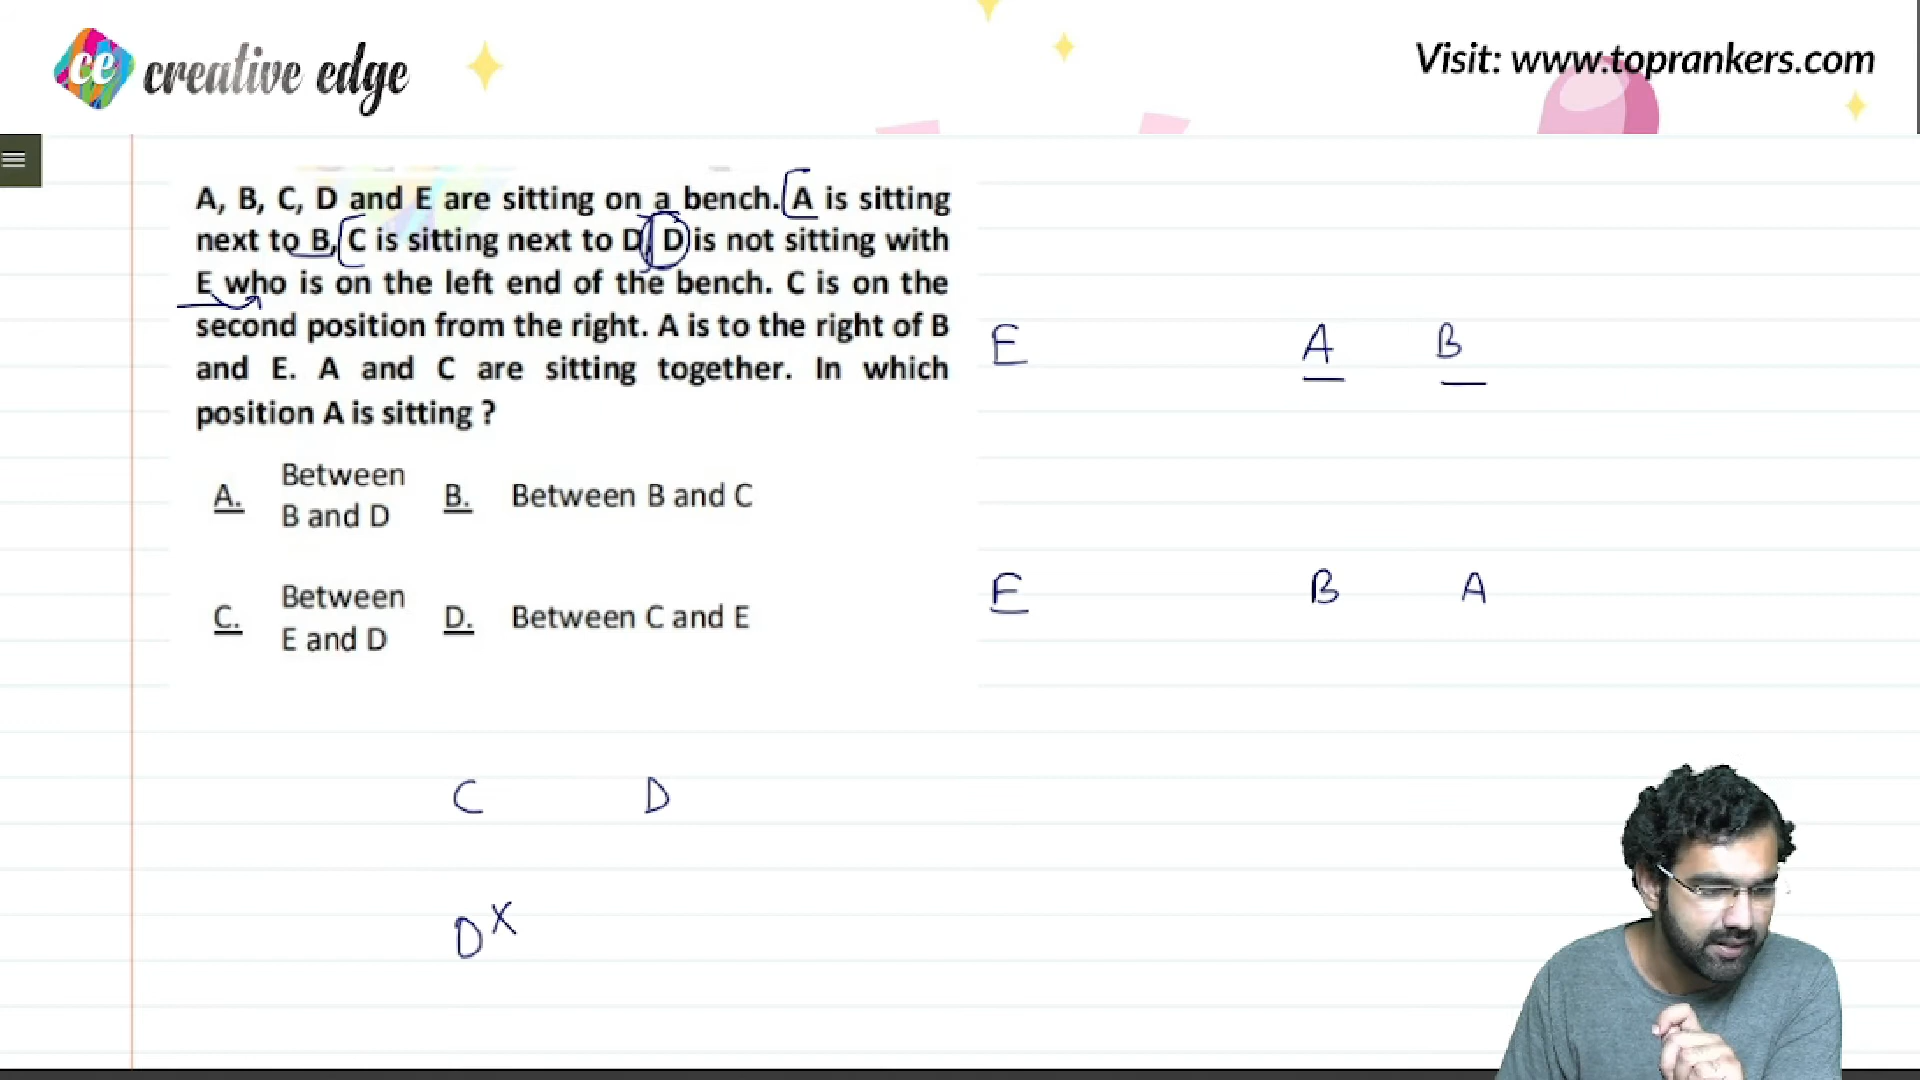 ce creative edge
Visit: www.toprankers.com
A, B, C, D and E are sitting on a bench. A is sitting
next to B, C is sitting next to D, D is not sitting with
E who is on the left end of the bench. C is on the
second position from the right. A is to the right of B
and E. A and C are sitting together. In which
position A is sitting ?
A. Between B and D
B. Between B and C
C. Between E and D
D. Between C and E
E A B
E B A
C D
D X